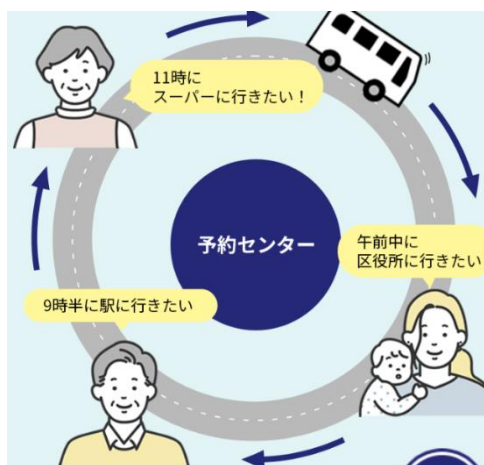 11時に
スーパーに行きたい！
予約センター
午前中に
区役所に行きたい
9時半に駅に行きたい